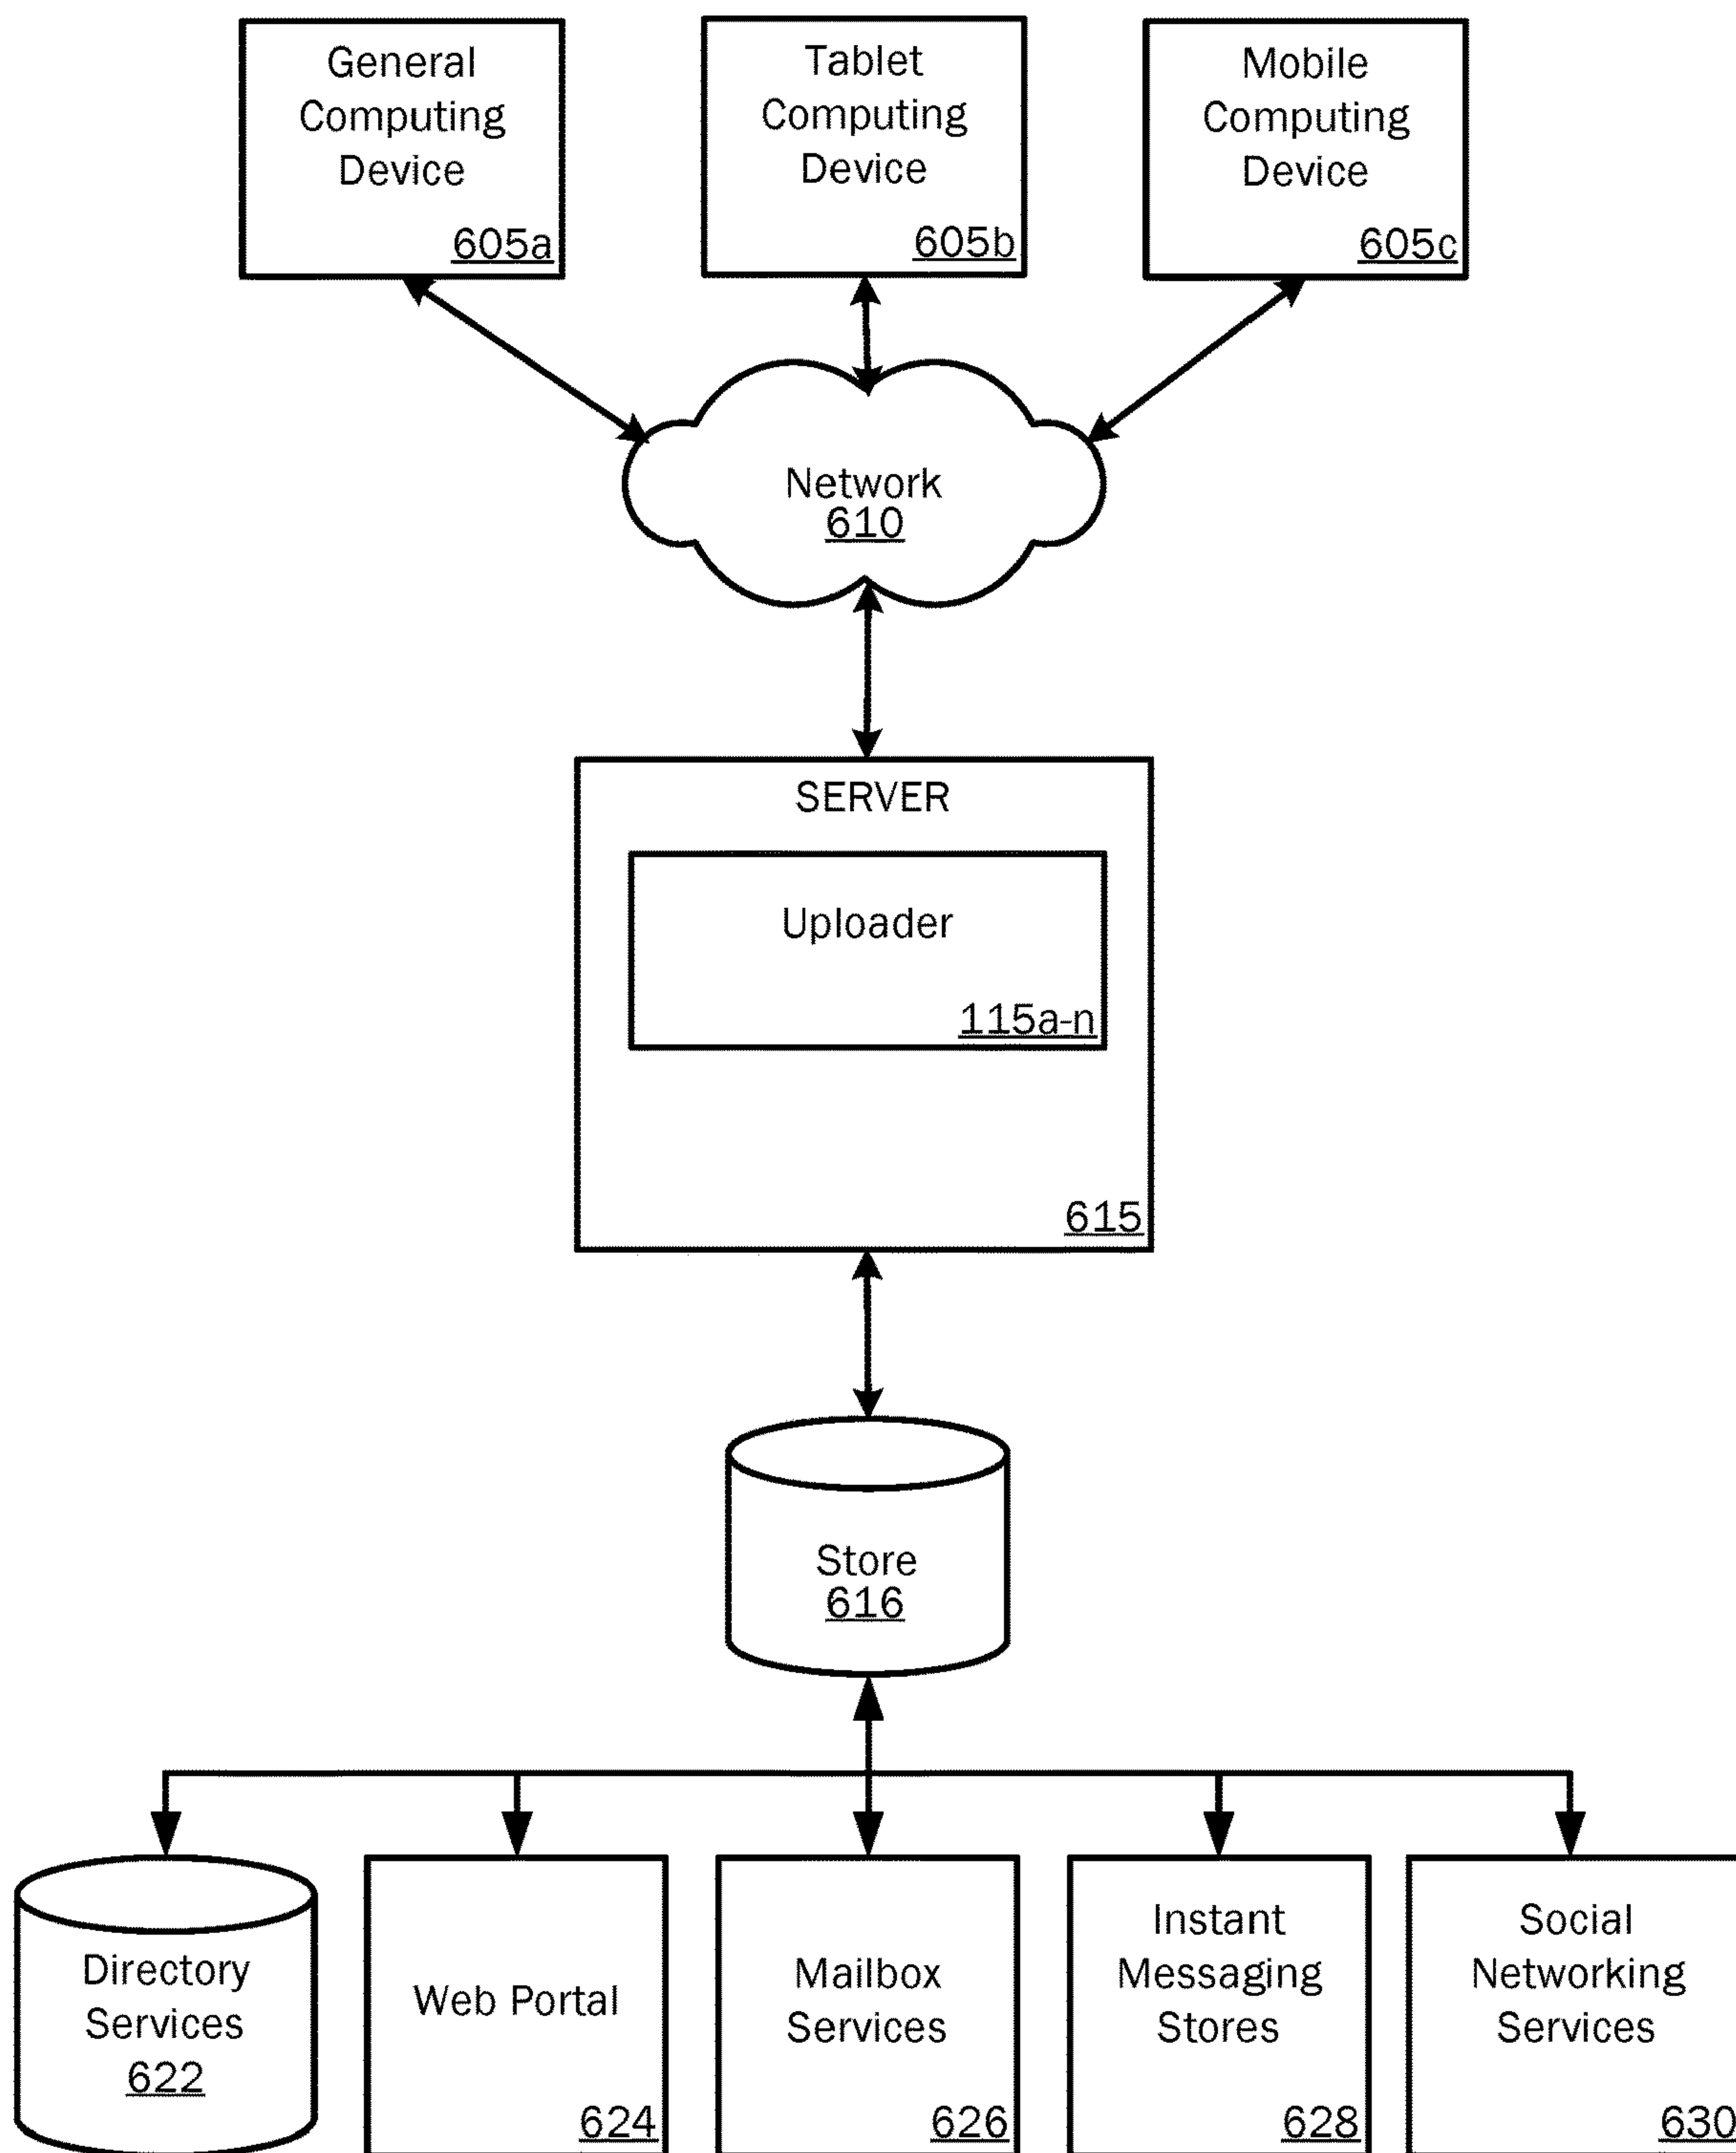 General
Computing
Device
605a
Tablet
Computing
Device
605b
Mobile
Computing
Device
605c
Network
610
SERVER
Uploader
115a-n
615
Store
616
Directory
Services
622
Web Portal
624
Mailbox
Services
626
Instant
Messaging
Stores
628
Social
Networking
Services
630